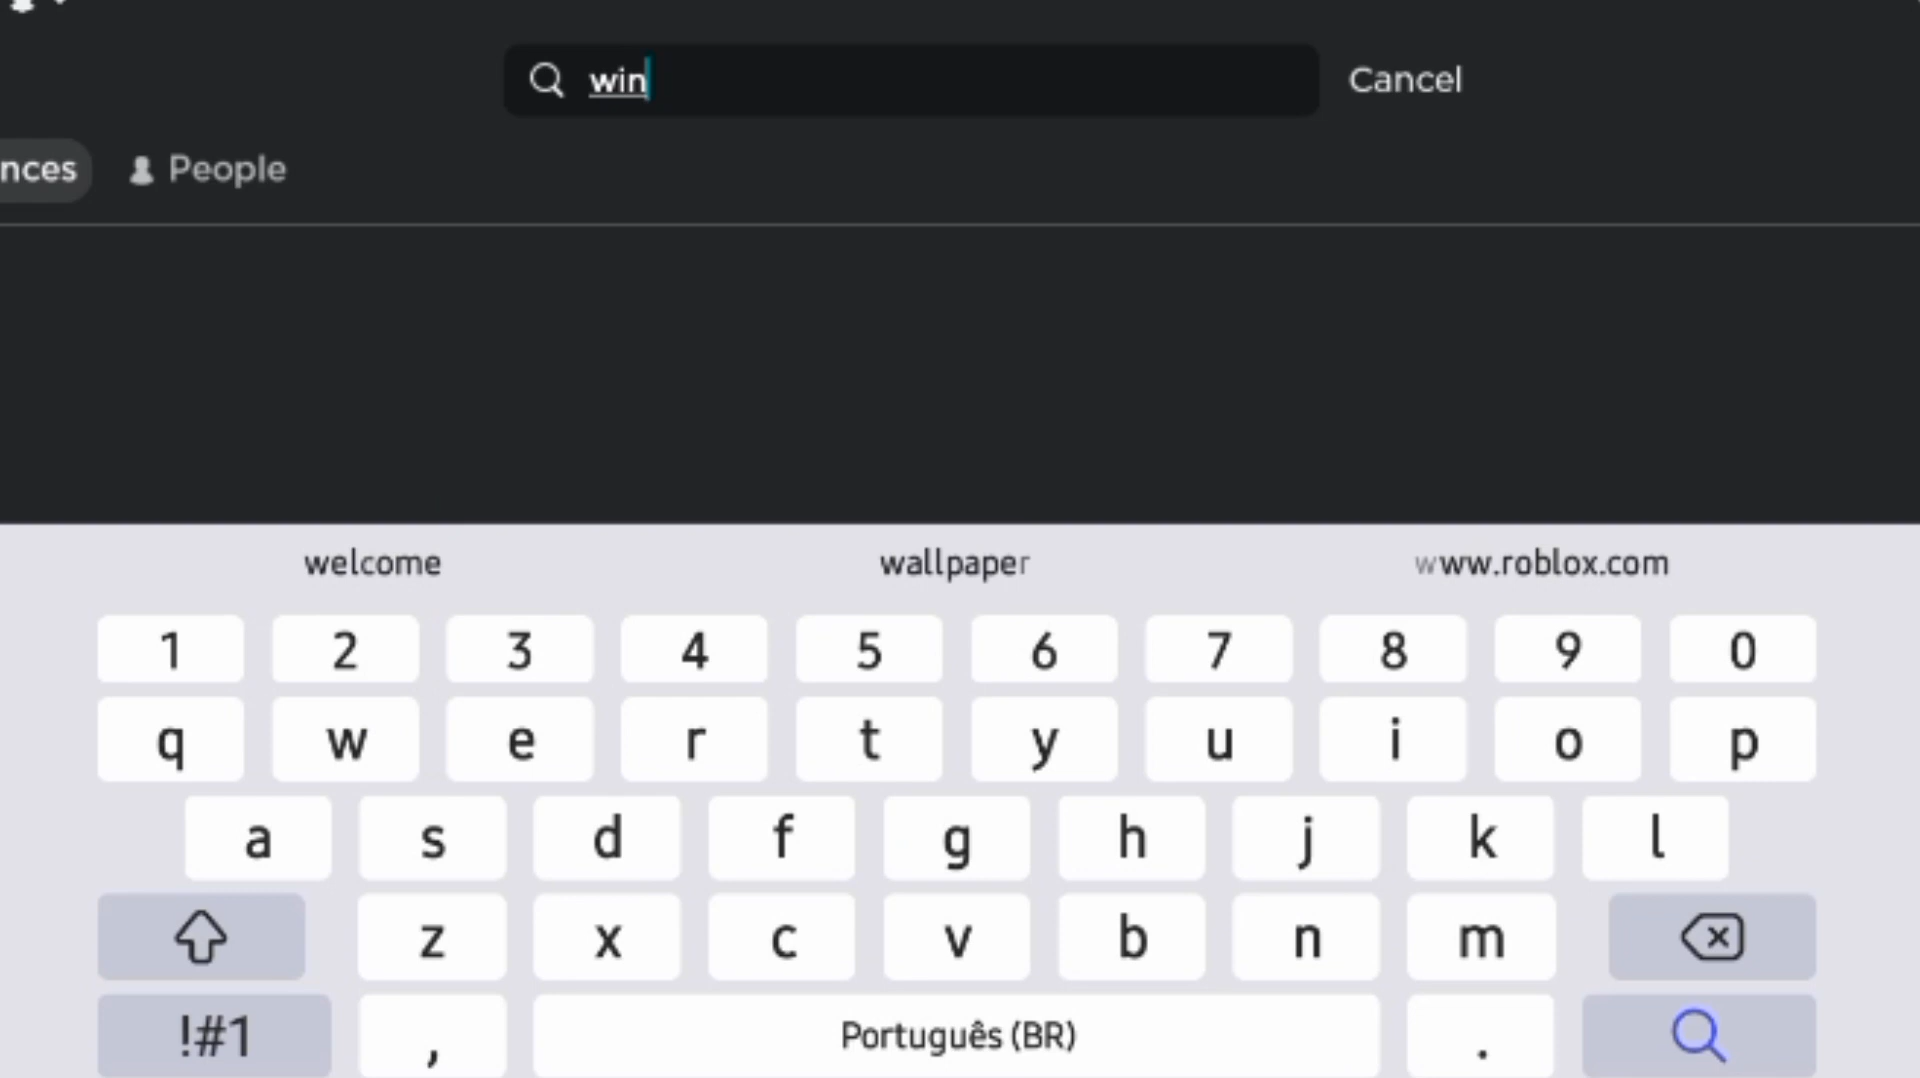 win
Cancel
nces
People
welcome wallpaper www.roblox.com
1 2 3 4 5 6 7 8 9 0
q w e r t y u i o p
a s d f g h j k l
z x c v b n m
!#1 , Português (BR) .